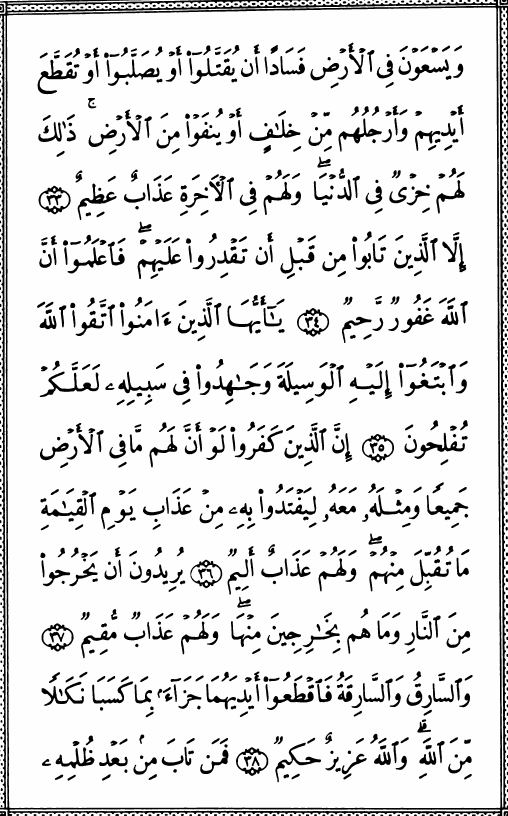 وَيَسْعَوْنَ فِى ٱلْأَرْضِ فَسَادًا أَن يُقَتَّلُوٓا۟ أَوْ يُصَلَّبُوٓا۟ أَوْ تُقَطَّعَ
أَيْدِيهِمْ وَأَرْجُلُهُم مِّنْ خِلَـٰفٍ أَوْ يُنفَوْا۟ مِنَ ٱلْأَرْضِ ۚ ذَٰلِكَ
لَهُمْ خِزْىٌ فِى ٱلدُّنْيَا ۖ وَلَهُمْ فِى ٱلْـَٔاخِرَةِ عَذَابٌ عَظِيمٌ ٣٣
إِلَّا ٱلَّذِينَ تَابُوا۟ مِن قَبْلِ أَن تَقْدِرُوا۟ عَلَيْهِمْ ۖ فَٱعْلَمُوٓا۟ أَنَّ
ٱللَّهَ غَفُورٌ رَّحِيمٌ ٣٤ يَـٰٓأَيُّهَا ٱلَّذِينَ ءَامَنُوا۟ ٱتَّقُوا۟ ٱللَّهَ
وَٱبْتَغُوٓا۟ إِلَيْهِ ٱلْوَسِيلَةَ وَجَـٰهِدُوا۟ فِى سَبِيلِهِۦ لَعَلَّكُمْ
تُفْلِحُونَ ٣٥ إِنَّ ٱلَّذِينَ كَفَرُوا۟ لَوْ أَنَّ لَهُم مَّا فِى ٱلْأَرْضِ
جَمِيعًا وَمِثْلَهُۥ مَعَهُۥ لِيَفْتَدُوا۟ بِهِۦ مِنْ عَذَابِ يَوْمِ ٱلْقِيَـٰمَةِ
مَا تُقُبِّلَ مِنْهُمْ ۖ وَلَهُمْ عَذَابٌ أَلِيمٌ ٣٦ يُرِيدُونَ أَن يَخْرُجُوا۟
مِنَ ٱلنَّارِ وَمَا هُم بِخَـٰرِجِينَ مِنْهَا ۖ وَلَهُمْ عَذَابٌ مُّقِيمٌ ٣٧
وَٱلسَّارِقُ وَٱلسَّارِقَةُ فَٱقْطَعُوٓا۟ أَيْدِيَهُمَا جَزَآءًۢ بِمَا كَسَبَا نَكَـٰلًا
مِّنَ ٱللَّهِ ۗ وَٱللَّهُ عَزِيزٌ حَكِيمٌ ٣٨ فَمَن تَابَ مِنۢ بَعْدِ ظُلْمِهِۦ